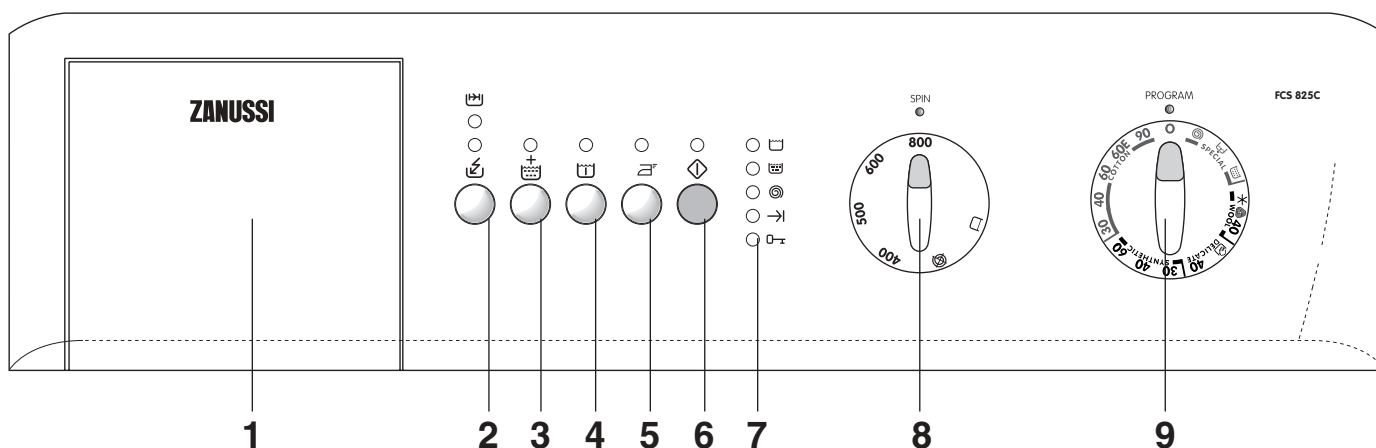 ZANUSSI
SPIN
800
600
500
400
PROGRAM
O
SPECIAL
WOOL
40
DELICATE
40
30
SYNTHETIC
40
60
30
40
60
COTTON
60E
90
FCS 825C
1 2 3 4 5 6 7 8 9